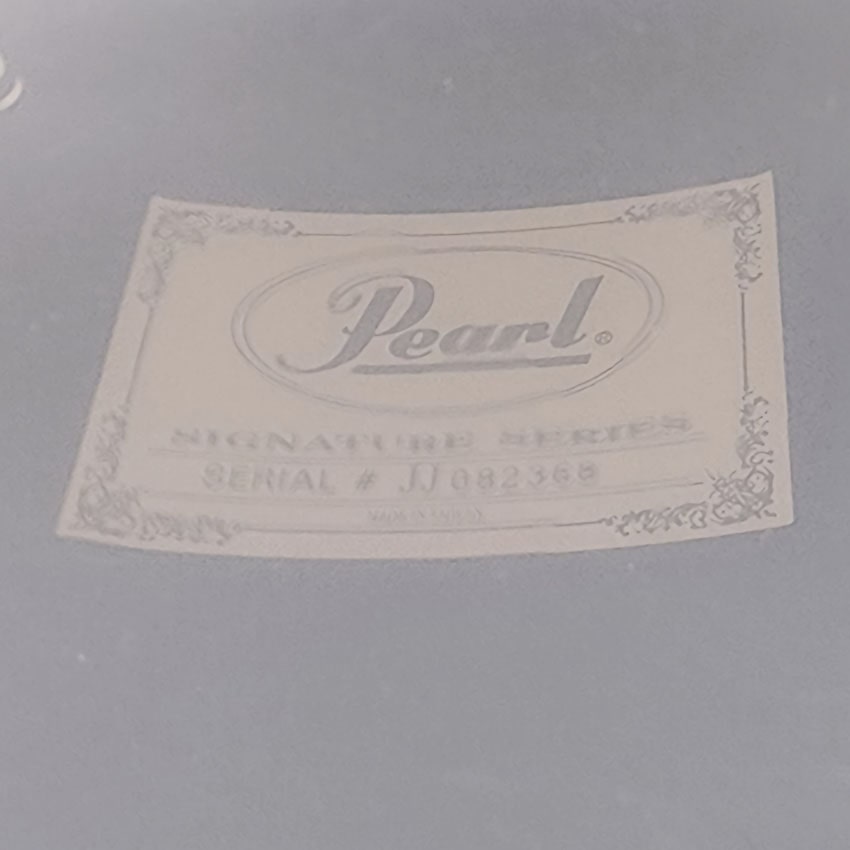 Pearl®
SIGNATURE SERIES
SERIAL # JJ082368